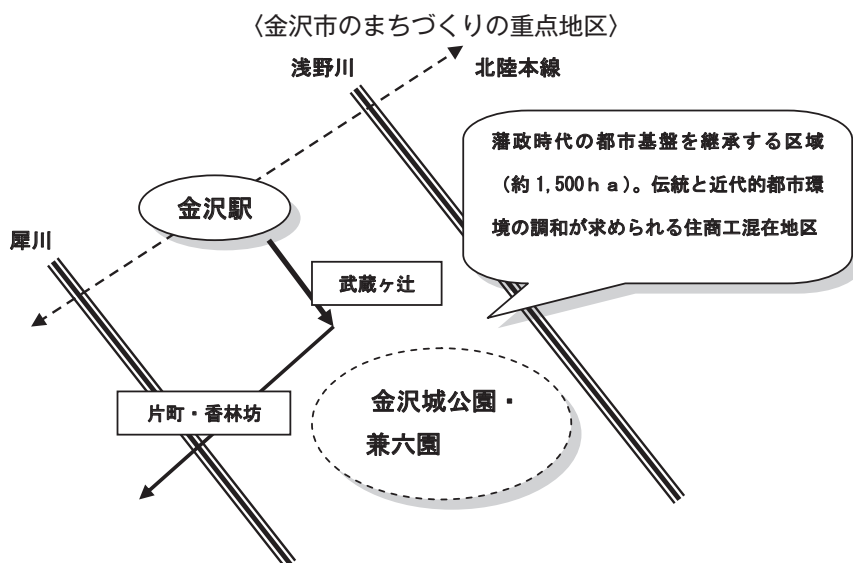 〈金沢市のまちづくりの重点地区〉
浅野川
北陸本線
藩政時代の都市基盤を継承する区域
(約1,500ha)。伝統と近代的都市環
境の調和が求められる住商工混在地区
金沢駅
犀川
武蔵ヶ辻
片町・香林坊
金沢城公園・
兼六園